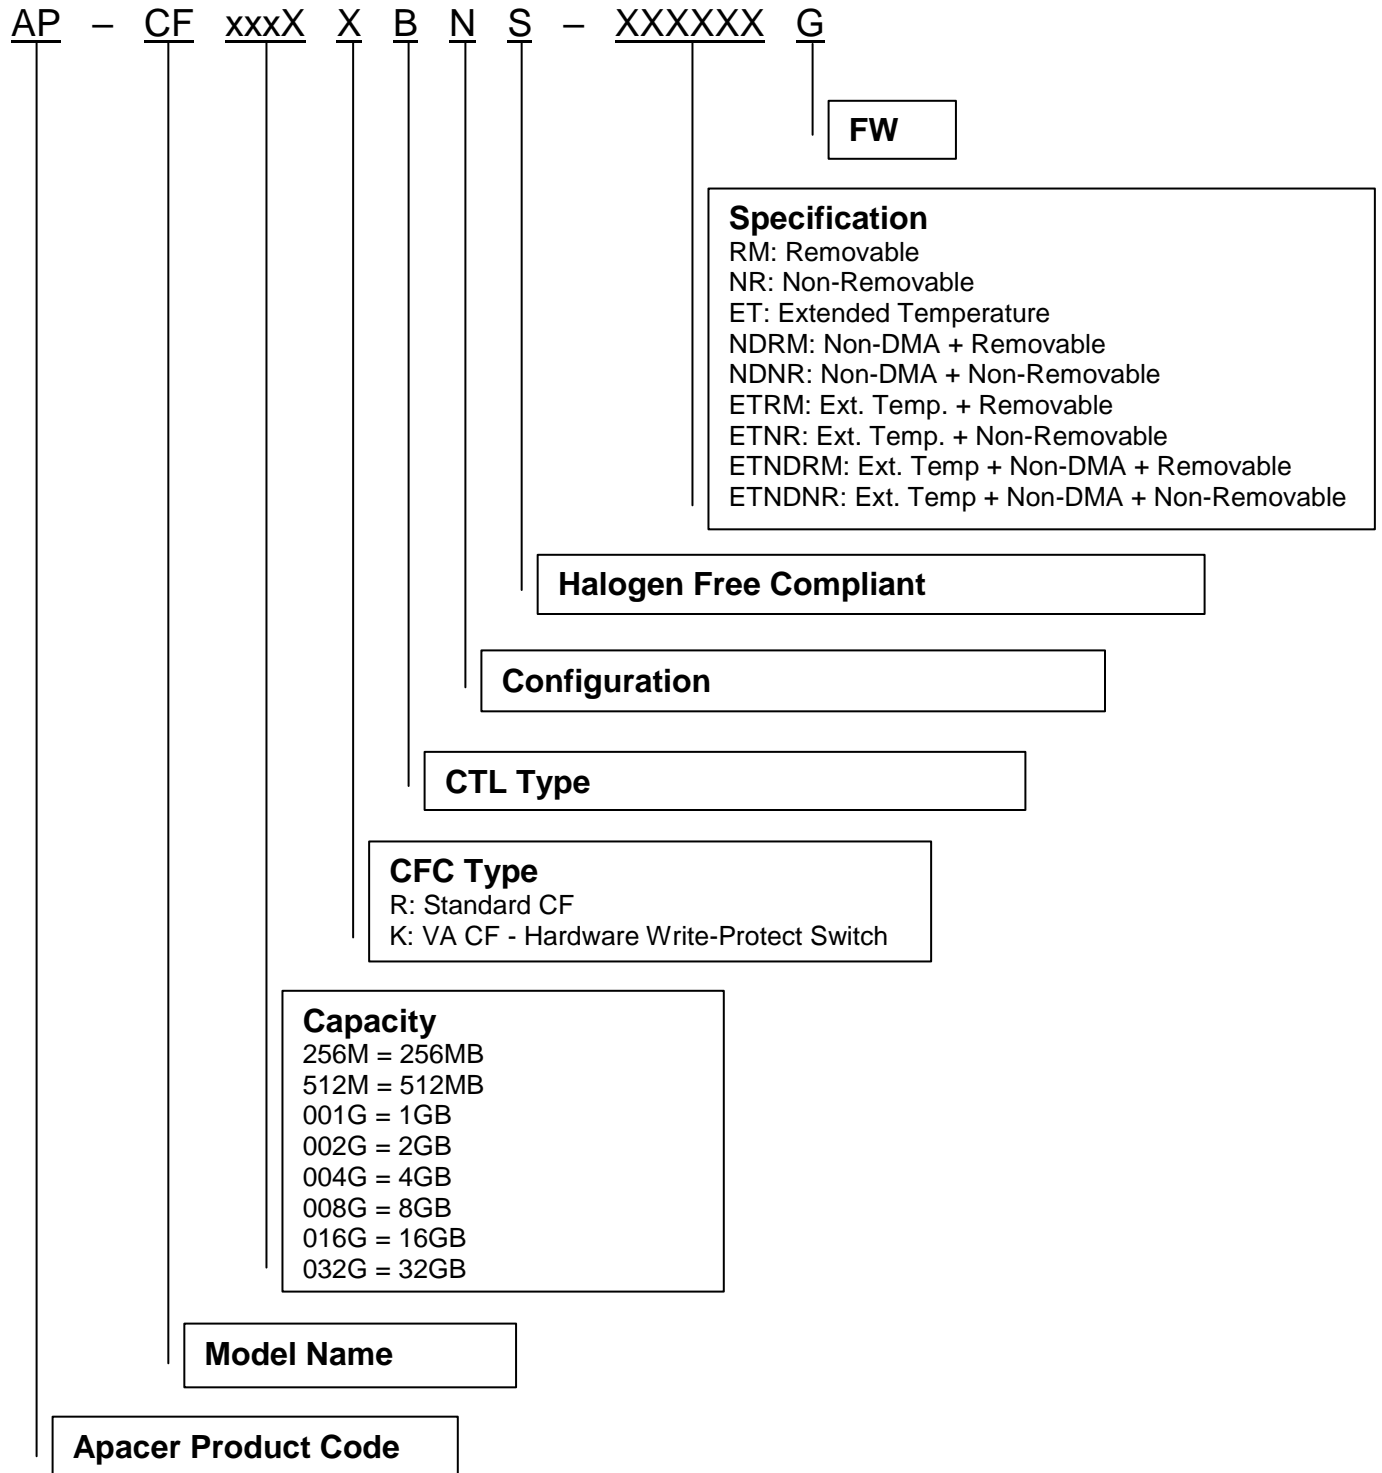 AP – CF xxxX X B N S – XXXXXX G
FW
Specification
RM: Removable
NR: Non-Removable
ET: Extended Temperature
NDRM: Non-DMA + Removable
NDNR: Non-DMA + Non-Removable
ETRM: Ext. Temp. + Removable
ETNR: Ext. Temp. + Non-Removable
ETNDRM: Ext. Temp + Non-DMA + Removable
ETNDNR: Ext. Temp + Non-DMA + Non-Removable
Halogen Free Compliant
Configuration
CTL Type
CFC Type
R: Standard CF
K: VA CF - Hardware Write-Protect Switch
Capacity
256M = 256MB
512M = 512MB
001G = 1GB
002G = 2GB
004G = 4GB
008G = 8GB
016G = 16GB
032G = 32GB
Model Name
Apacer Product Code